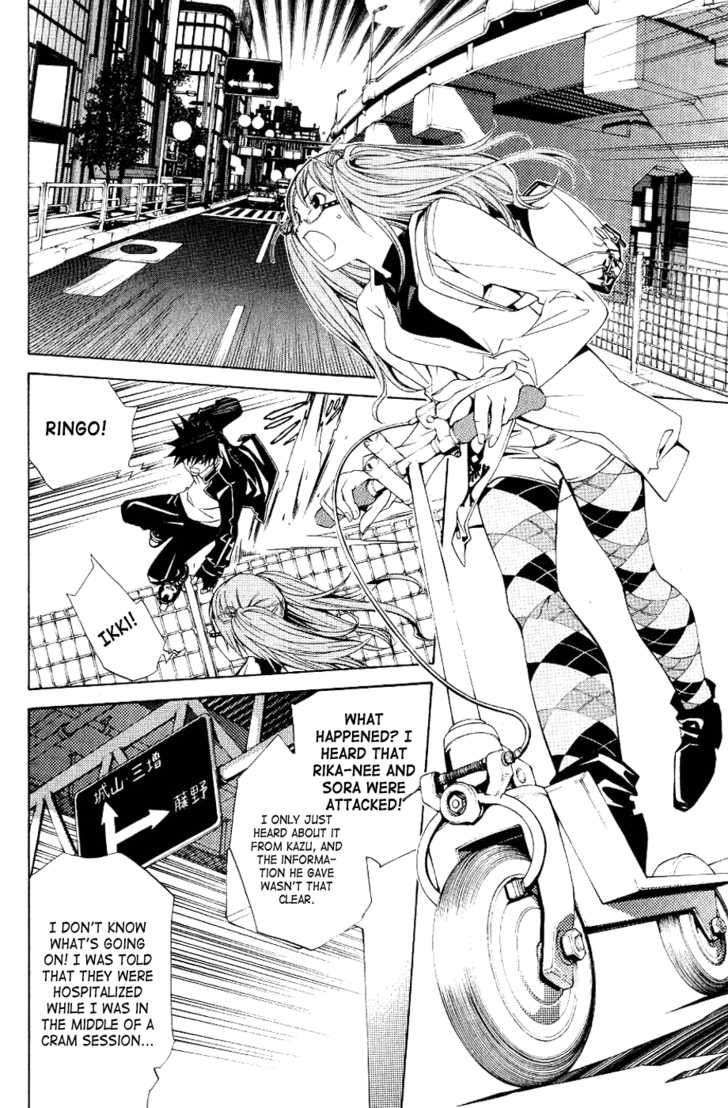 RINGO!
IKKI!
WHAT
HAPPENED? I
HEARD THAT
RIKA-NEE AND
SORA WERE
ATTACKED!
I ONLY JUST
HEARD ABOUT IT
FROM KAZU, AND
THE INFORMA-
TION HE GAVE
WASN'T THAT
CLEAR.
城山・三増
藤野
I DON'T KNOW
WHAT'S GOING
ON! I WAS TOLD
THAT THEY WERE
HOSPITALIZED
WHILE I WAS IN
THE MIDDLE OF A
CRAM SESSION...